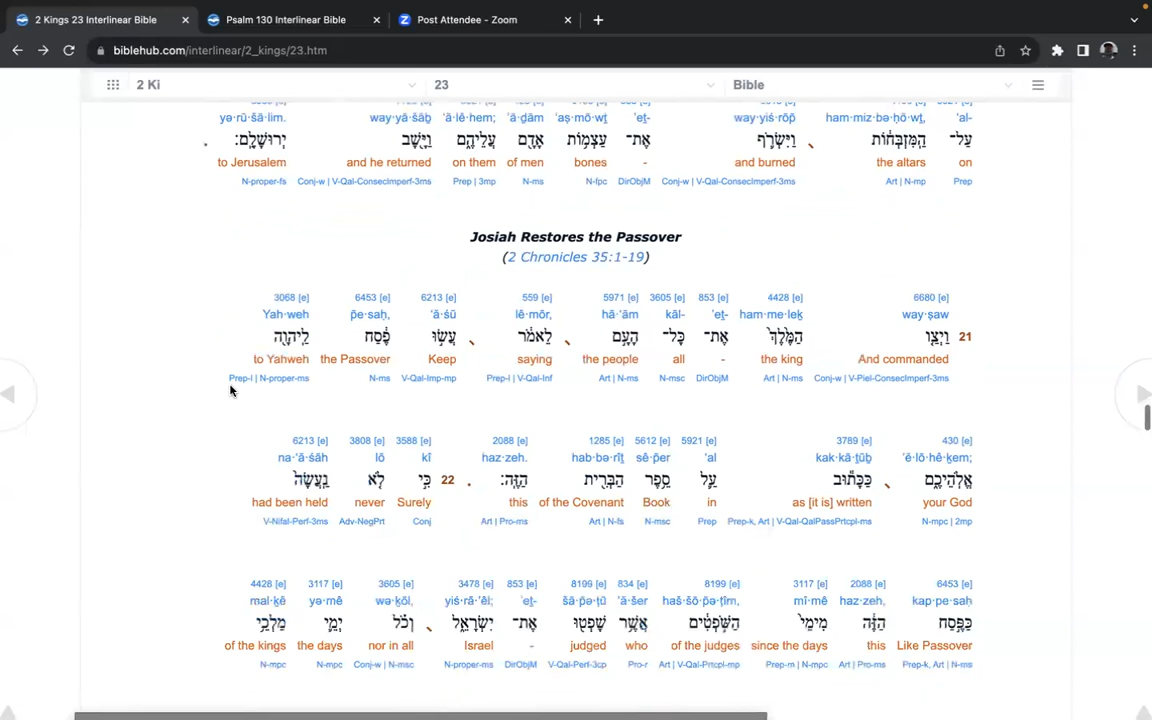 2 Kings 23 Interlinear Bible × Psalm 130 Interlinear Bible × Post Attendee - Zoom × +
biblehub.com/interlinear/2_kings/23.htm
2 Ki 23 Bible
yə·rū·šā·lim. way·yā·šāḇ ‘ă·lê·hem; ’ā·ḏām ‘aṣ·mō·wṯ ’eṯ- way·yiś·rōp̄ ham·miz·bə·ḥō·wṯ, ‘al-
עַל־ הַֽמִּזְבְּח֔וֹת 、 וַיִּשְׂרֹ֛ף אֶת־ עַצְמ֥וֹת אָדָ֖ם עֲלֵיהֶ֑ם וַיָּ֖שָׁב יְרוּשָׁלִָֽם׃ .
to Jerusalem and he returned on them of men bones - and burned the altars on
N-proper-fs Conj-w | V-Qal-ConsecImperf-3ms Prep | 3mp N-ms N-fpc DirObjM Conj-w | V-Qal-ConsecImperf-3ms Art | N-mp Prep
Josiah Restores the Passover
(2 Chronicles 35:1-19)
3068 [e] 6453 [e] 6213 [e] 559 [e] 5971 [e] 3605 [e] 853 [e] 4428 [e] 6680 [e]
Yah·weh p̄e·saḥ, ‘ă·śū lê·mōr, hā·‘ām kāl- ’eṯ- ham·me·leḵ way·ṣaw
21 וַיְצַ֤ו הַמֶּ֙לֶךְ֙ אֶת־ כָּל־ הָעָ֣ם 、 לֵאמֹ֔ר 、 עֲשׂ֣וּ פֶ֔סַח לַֽיהוָ֖ה
to Yahweh the Passover Keep saying the people all - the king And commanded
Prep-l | N-proper-ms N-ms V-Qal-Imp-mp Prep-l | V-Qal-Inf Art | N-ms N-msc DirObjM Art | N-ms Conj-w | V-Piel-ConsecImperf-3ms
6213 [e] 3808 [e] 3588 [e] 2088 [e] 1285 [e] 5612 [e] 5921 [e] 3789 [e] 430 [e]
na·‘ă·śāh lō kî haz·zeh. hab·bə·rîṯ sê·p̄er ‘al kak·kā·ṯūḇ ’ĕ·lō·hê·ḵem;
אֱלֹֽהֵיכֶ֑ם 、 כַּכָּת֕וּב עַ֛ל סֵ֥פֶר הַבְּרִ֖ית הַזֶּֽה׃ . 22 כִּ֣י לֹ֤א נַֽעֲשָׂה֙
had been held never Surely this of the Covenant Book in as [it is] written your God
V-Nifal-Perf-3ms Adv-NegPrt Conj Art | Pro-ms Art | N-fs N-msc Prep Prep-k, Art | V-Qal-QalPassPrtcpl-ms N-mpc | 2mp
4428 [e] 3117 [e] 3605 [e] 3478 [e] 853 [e] 8199 [e] 834 [e] 8199 [e] 3117 [e] 2088 [e] 6453 [e]
mal·ḵê yə·mê wə·ḵōl, yiś·rā·’êl; ’eṯ- šā·p̄ə·ṭū ’ă·šer haš·šō·p̄ə·ṭîm, mî·mê haz·zeh, kap·pe·saḥ
כַּפֶּ֣סַח הַזֶּ֔ה מִימֵי֙ הַשֹּׁ֣פְטִ֔ים אֲשֶׁ֥ר שָׁפְט֖וּ אֶת־ יִשְׂרָאֵ֑ל 、 וְכֹ֗ל יְמֵ֛י מַלְכֵ֥י
of the kings the days nor in all Israel - judged who of the judges since the days this Like Passover
N-mpc N-mpc Conj-w | N-msc N-proper-ms DirObjM V-Qal-Perf-3cp Pro-r Art | V-Qal-Prtcpl-mp Prep-m | N-mpc Art | Pro-ms Prep-k, Art | N-ms